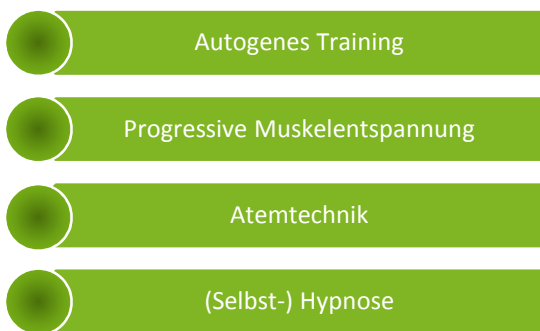 Autogenes Training
Progressive Muskelentspannung
Atemtechnik
(Selbst-) Hypnose